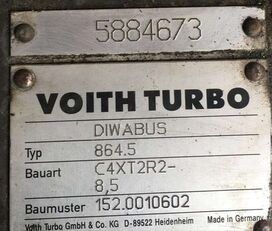 5884673
VOITH TURBO
DIWABUS
Typ 864.5
Bauart C4XT2R2-
8,5
Baumuster 152.0010602
Voith Turbo GmbH & Co. KG D-89522 Heidenheim Made in Germany